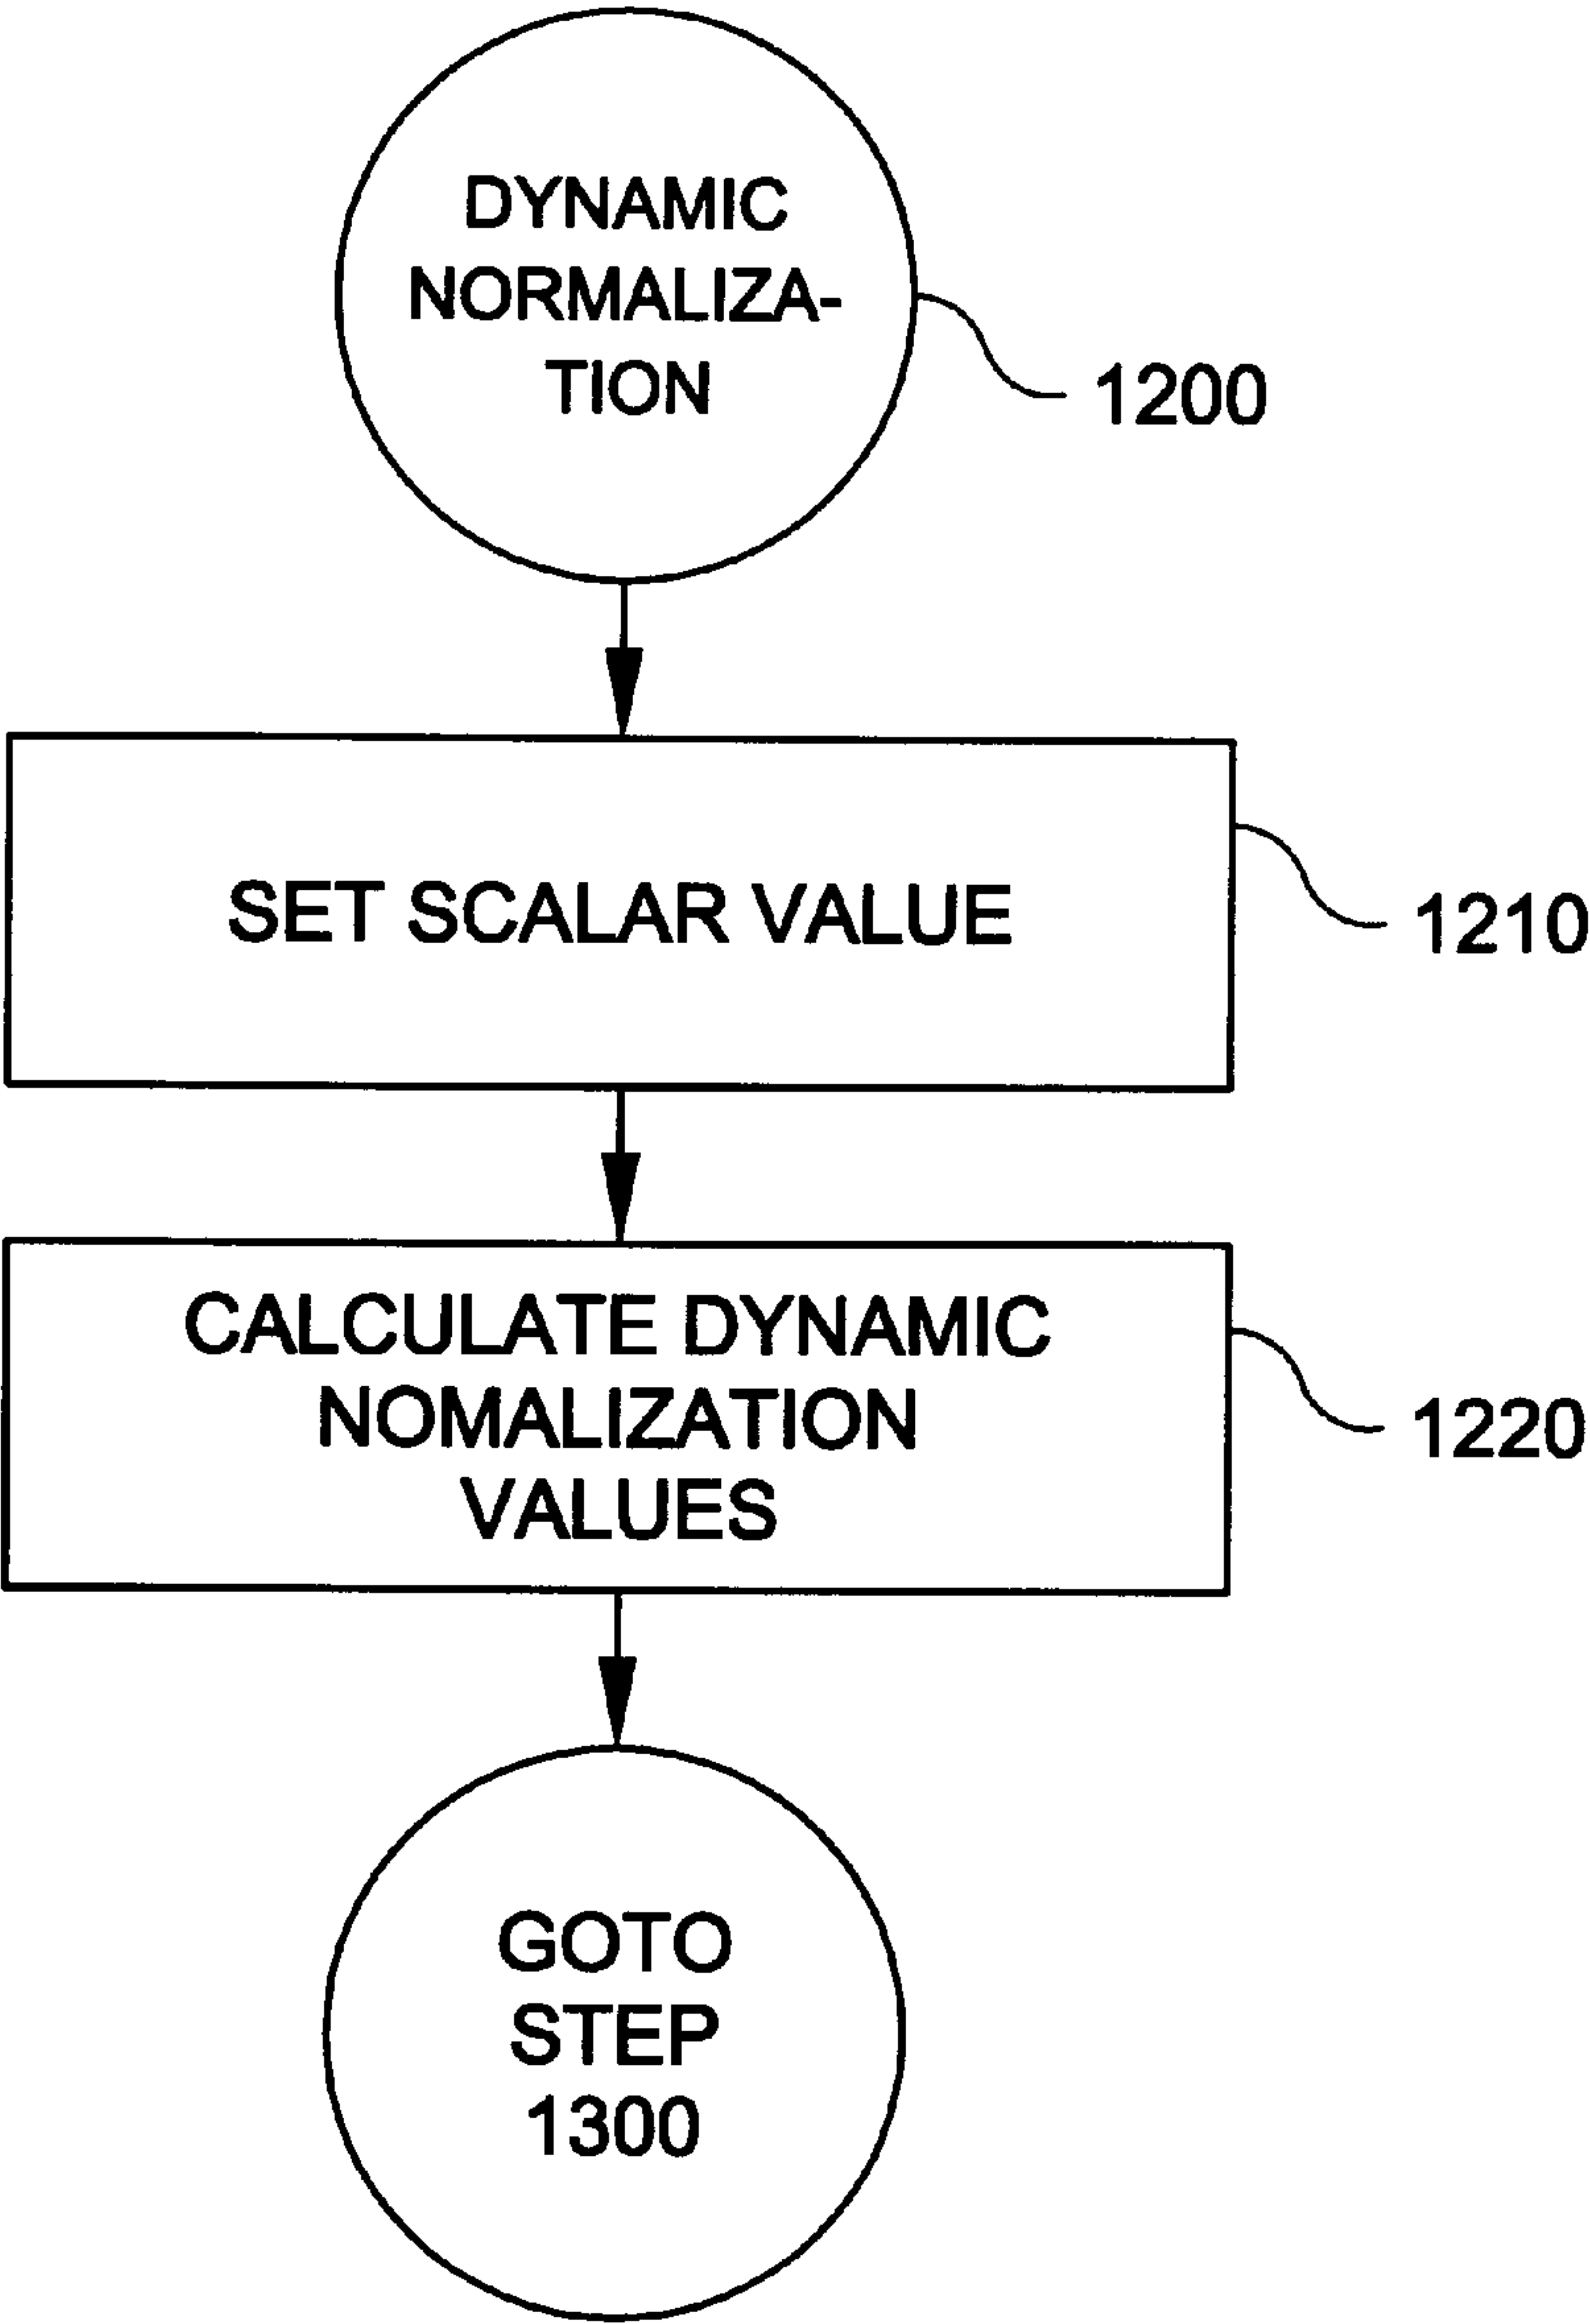 DYNAMIC
NORMALIZA-
TION
1200
SET SCALAR VALUE
1210
CALCULATE DYNAMIC
NOMALIZATION
VALUES
1220
GOTO
STEP
1300